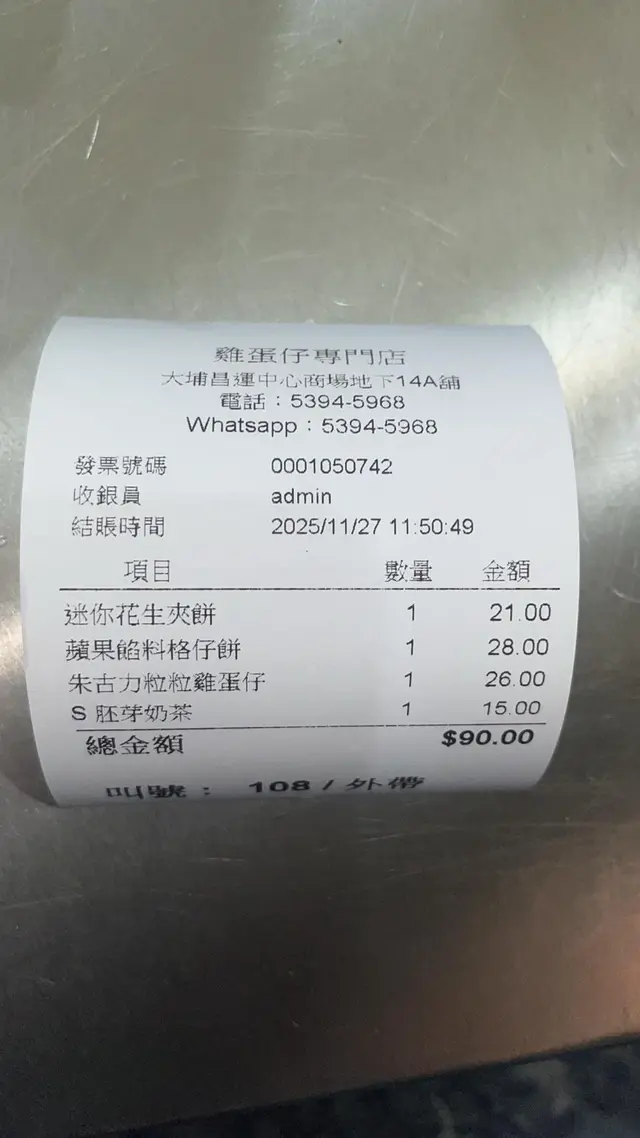 雞蛋仔專門店
大埔昌運中心商場地下14A舖
電話：5394-5968
Whatsapp：5394-5968
發票號碼 0001050742
收銀員 admin
結賬時間 2025/11/27 11:50:49
項目 數量 金額
迷你花生夾餅 1 21.00
蘋果餡料格仔餅 1 28.00
朱古力粒粒雞蛋仔 1 26.00
S 胚芽奶茶 1 15.00
總金額 $90.00
叫號： 108 / 外帶